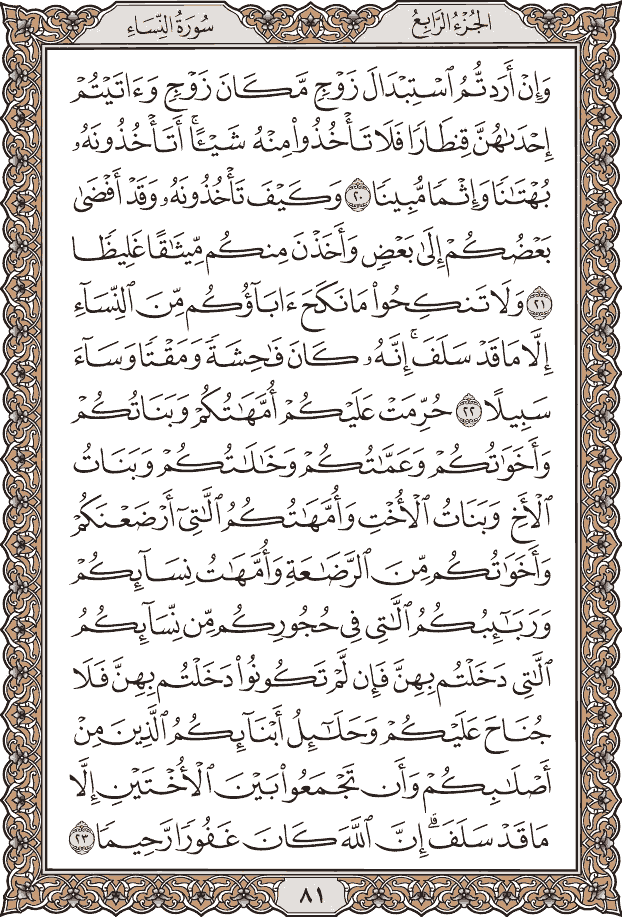 الجُزْءُ الرَّابِعُ
سُورَةُ النِّسَاءِ
وَإِنْ أَرَدتُّمُ ٱسْتِبْدَالَ زَوْجٍ مَّكَانَ زَوْجٍ وَءَاتَيْتُمْ
إِحْدَىٰهُنَّ قِنطَارًا فَلَا تَأْخُذُوا۟ مِنْهُ شَيْـًٔا ۚ أَتَأْخُذُونَهُۥ
بُهْتَـٰنًا وَإِثْمًا مُّبِينًا ٢٠ وَكَيْفَ تَأْخُذُونَهُۥ وَقَدْ أَفْضَىٰ
بَعْضُكُمْ إِلَىٰ بَعْضٍ وَأَخَذْنَ مِنكُم مِّيثَـٰقًا غَلِيظًا
٢١ وَلَا تَنكِحُوا۟ مَا نَكَحَ ءَابَآؤُكُم مِّنَ ٱلنِّسَآءِ
إِلَّا مَا قَدْ سَلَفَ ۚ إِنَّهُۥ كَانَ فَـٰحِشَةً وَمَقْتًا وَسَآءَ
سَبِيلًا ٢٢ حُرِّمَتْ عَلَيْكُمْ أُمَّهَـٰتُكُمْ وَبَنَاتُكُمْ
وَأَخَوَٰتُكُمْ وَعَمَّـٰتُكُمْ وَخَـٰلَـٰتُكُمْ وَبَنَاتُ
ٱلْأَخِ وَبَنَاتُ ٱلْأُخْتِ وَأُمَّهَـٰتُكُمُ ٱلَّـٰتِىٓ أَرْضَعْنَكُمْ
وَأَخَوَٰتُكُم مِّنَ ٱلرَّضَـٰعَةِ وَأُمَّهَـٰتُ نِسَآئِكُمْ
وَرَبَـٰٓئِبُكُمُ ٱلَّـٰتِى فِى حُجُورِكُم مِّن نِّسَآئِكُمُ
ٱلَّـٰتِى دَخَلْتُم بِهِنَّ فَإِن لَّمْ تَكُونُوا۟ دَخَلْتُم بِهِنَّ فَلَا
جُنَاحَ عَلَيْكُمْ وَحَلَـٰٓئِلُ أَبْنَآئِكُمُ ٱلَّذِينَ مِنْ
أَصْلَـٰبِكُمْ وَأَن تَجْمَعُوا۟ بَيْنَ ٱلْأُخْتَيْنِ إِلَّا
مَا قَدْ سَلَفَ ۗ إِنَّ ٱللَّهَ كَانَ غَفُورًا رَّحِيمًا ٢٣
٨١